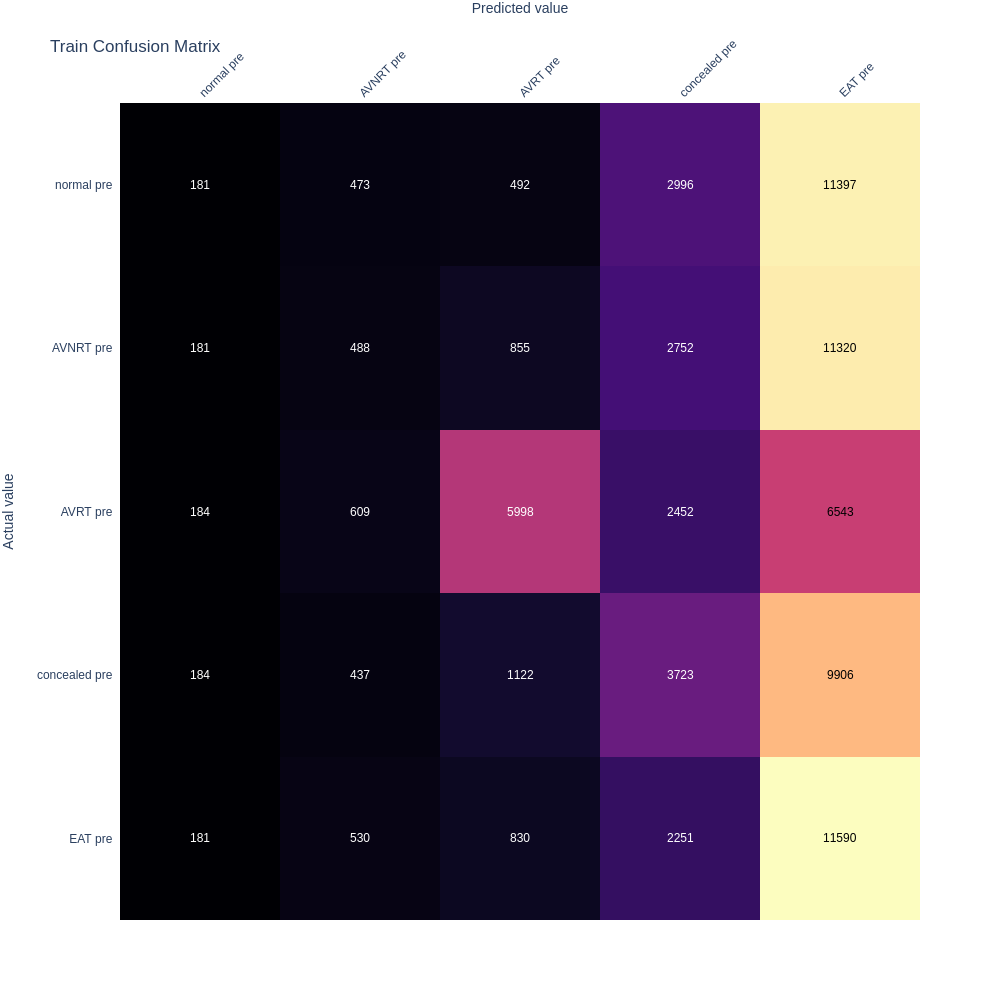 Predicted value
Train Confusion Matrix
normal pre AVNRT pre AVRT pre concealed pre EAT pre
normal pre 181 473 492 2996 11397
AVNRT pre 181 488 855 2752 11320
Actual value
AVRT pre 184 609 5998 2452 6543
concealed pre 184 437 1122 3723 9906
EAT pre 181 530 830 2251 11590